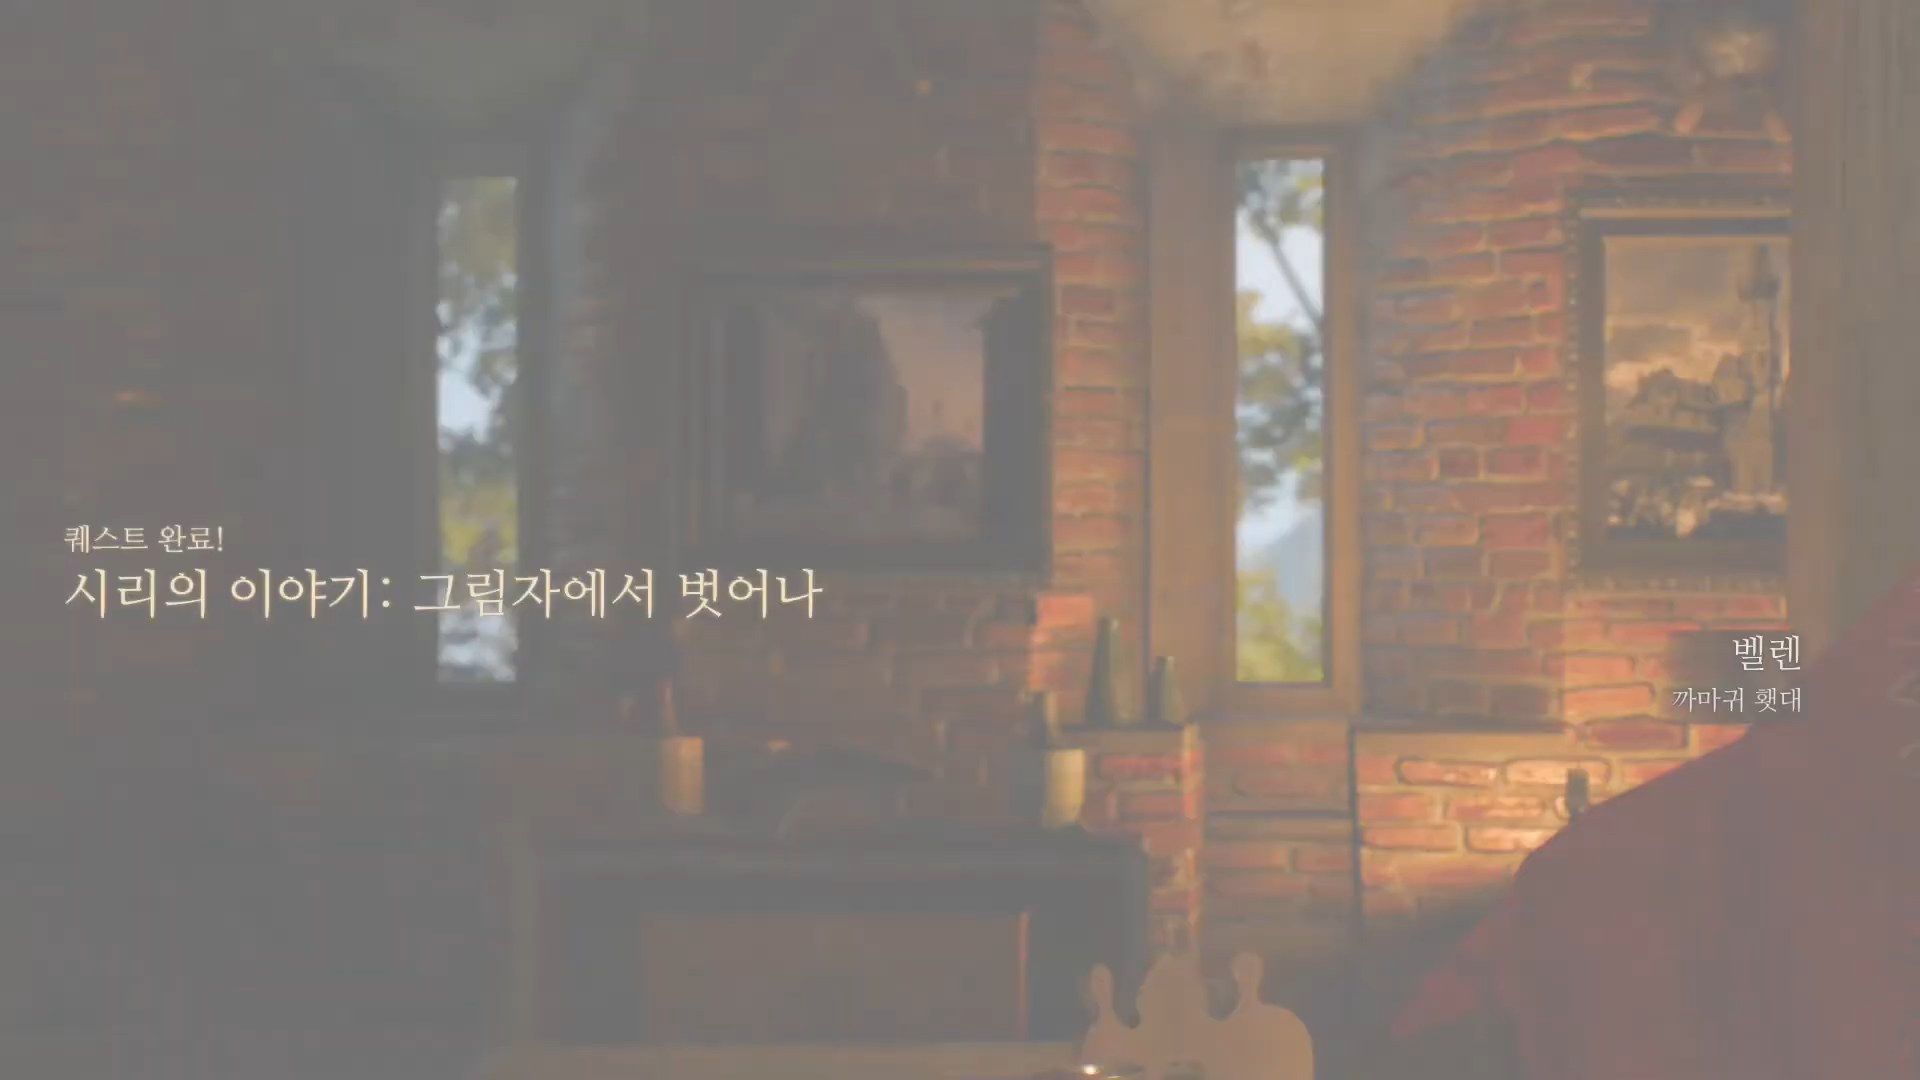 퀘스트 완료!
시리의 이야기: 그림자에서 벗어나
벨렌
까마귀 횃대